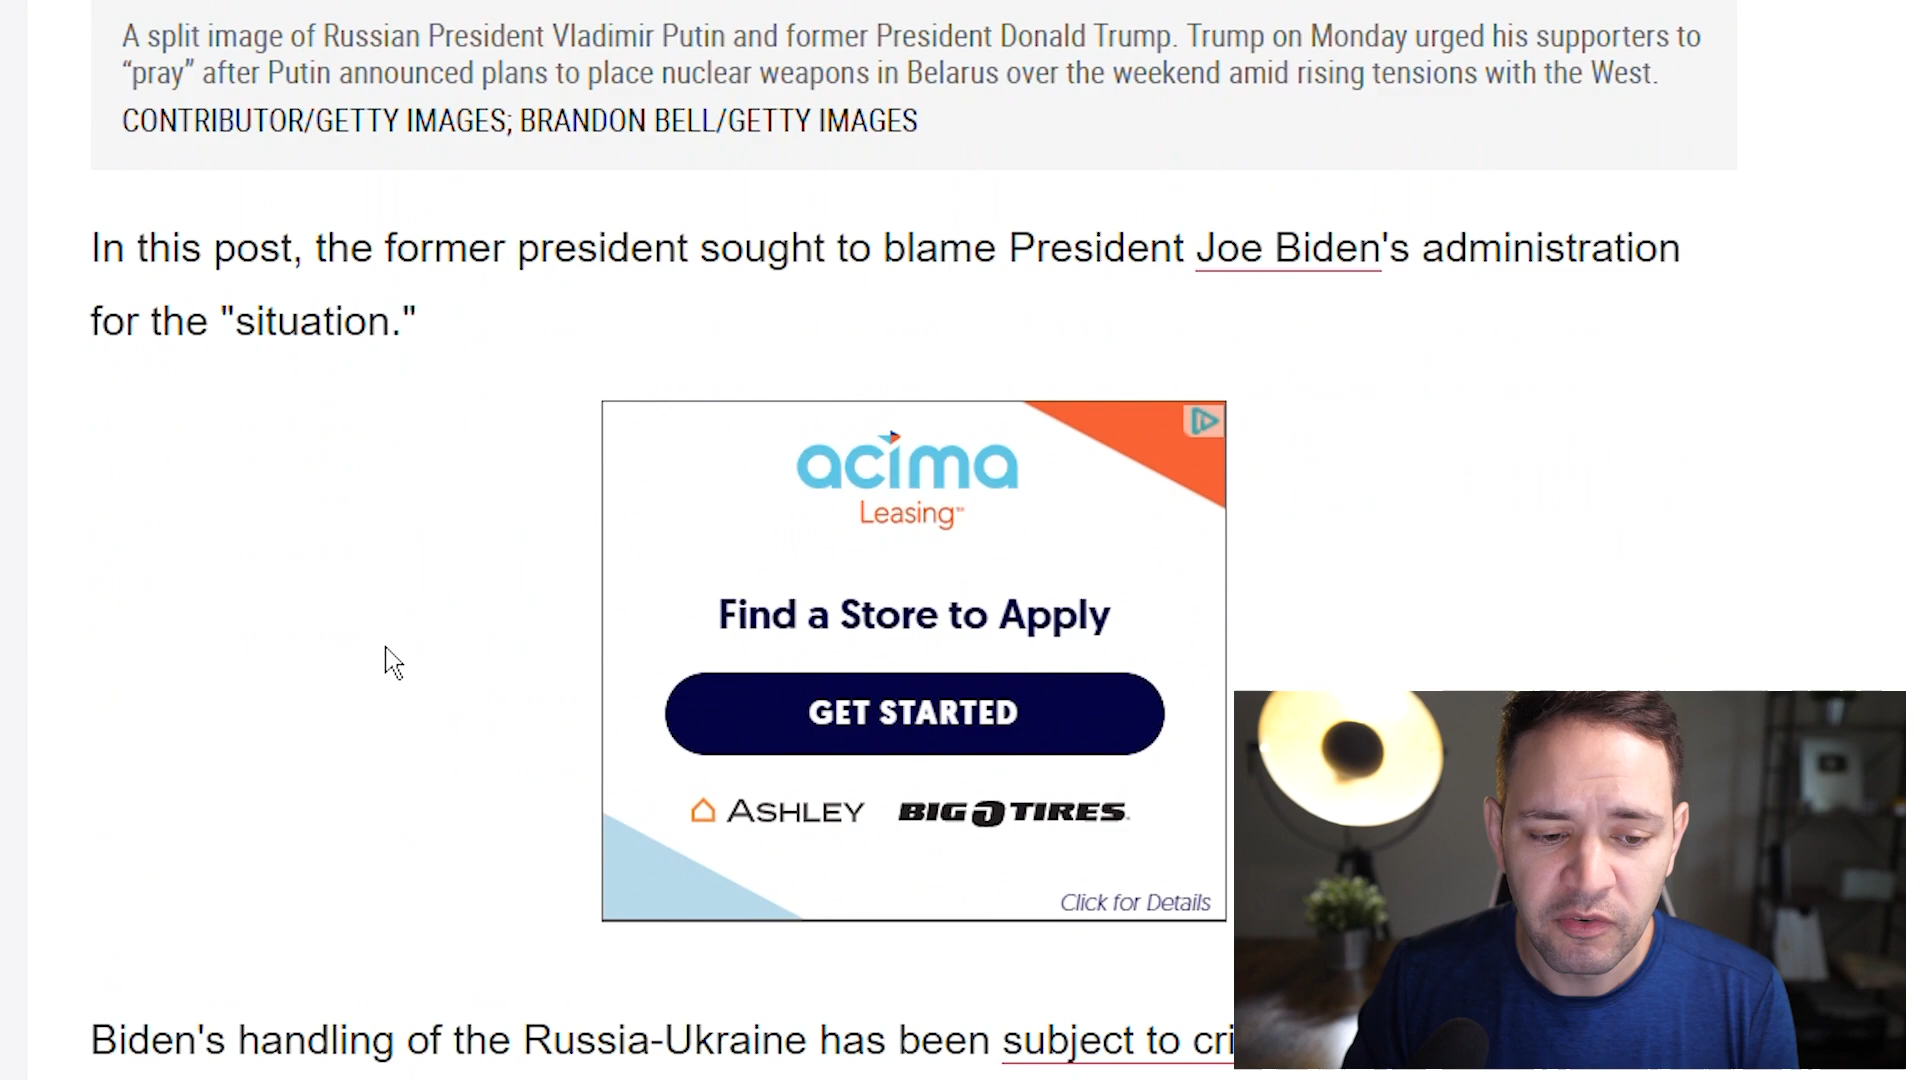 A split image of Russian President Vladimir Putin and former President Donald Trump. Trump on Monday urged his supporters to
“pray” after Putin announced plans to place nuclear weapons in Belarus over the weekend amid rising tensions with the West.
CONTRIBUTOR/GETTY IMAGES; BRANDON BELL/GETTY IMAGES
In this post, the former president sought to blame President Joe Biden's administration
for the "situation."
acima
Leasing
Find a Store to Apply
GET STARTED
ASHLEY BIG O TIRES
Click for Details
Biden's handling of the Russia-Ukraine has been subject to cri